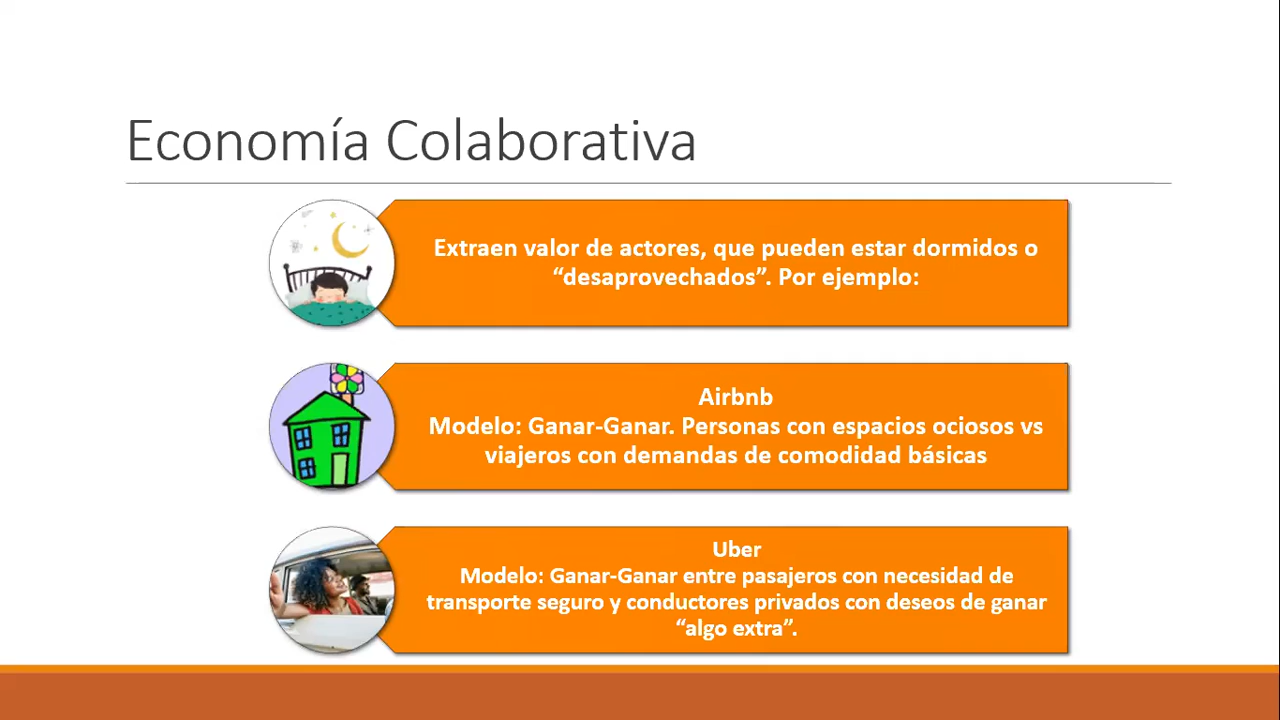 Economía Colaborativa
Extraen valor de actores, que pueden estar dormidos o
“desaprovechados”. Por ejemplo:
Airbnb
Modelo: Ganar-Ganar. Personas con espacios ociosos vs
viajeros con demandas de comodidad básicas
Uber
Modelo: Ganar-Ganar entre pasajeros con necesidad de
transporte seguro y conductores privados con deseos de ganar
“algo extra”.